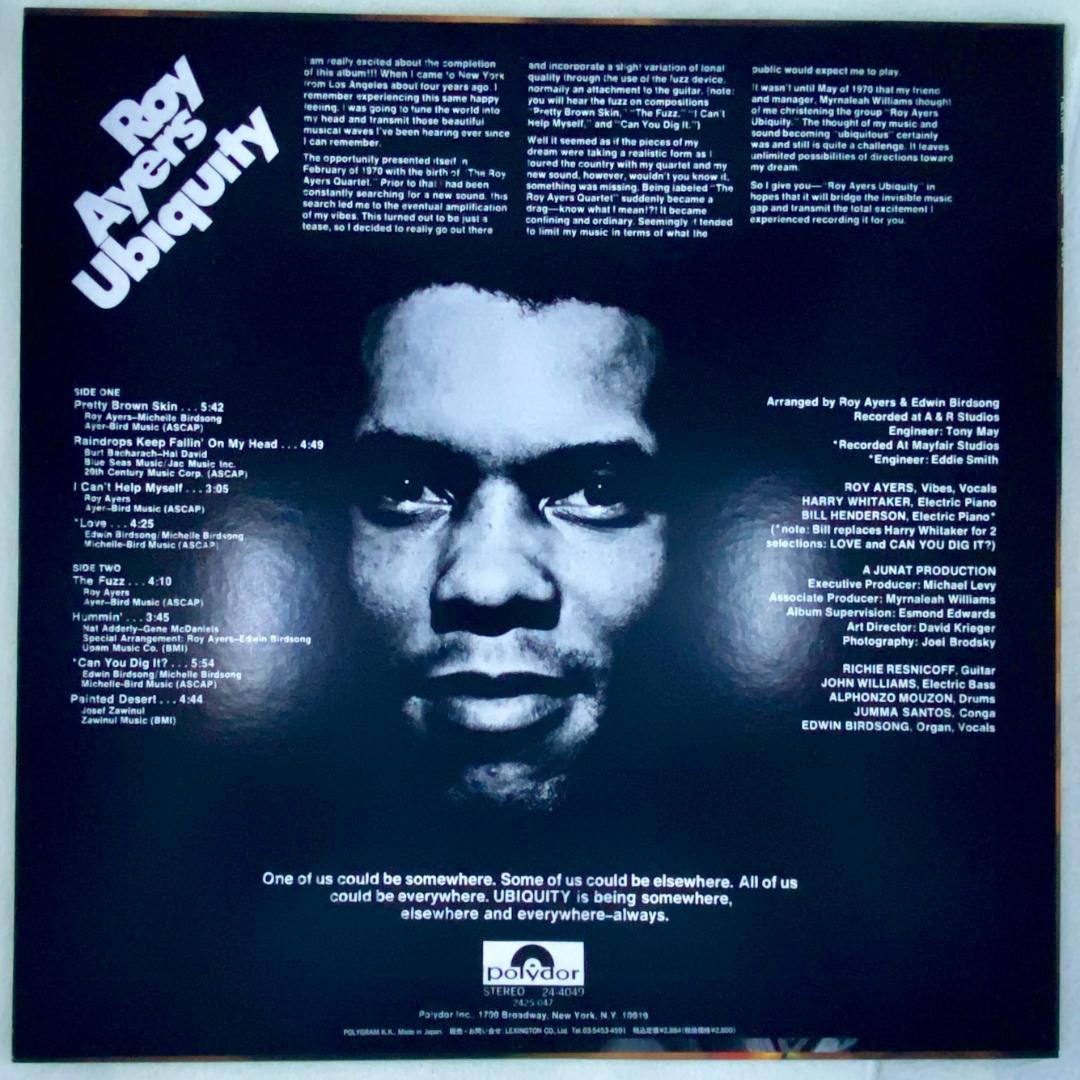 Roy
Ayers
Ubiquity
I am really excited about the completion
of this album!!! When I came to New York
from Los Angeles about four years ago. I
remember experiencing this same happy
feeling. I was going to tune the world into
my head and transmit those beautiful
musical waves I've been hearing ever since
I can remember.
The opportunity presented itself in
February of 1970 with the birth of "The Roy
Ayers Quartet." Prior to that I had been
constantly searching for a new sound. This
search led me to the eventual amplification
of my vibes. This turned out to be just a
tease, so I decided to really go out there
and incorporate a slight variation of tonal
quality through the use of the fuzz device,
normally an attachment to the guitar. (note:
you will hear the fuzz on compositions
"Pretty Brown Skin," "The Fuzz," "I Can't
Help Myself," and "Can You Dig It.")
Well it seemed as if the pieces of my
dream were taking a realistic form as I
toured the country with my quartet and my
new sound, however, wouldn't you know it,
something was missing. Being labeled "The
Roy Ayers Quartet" suddenly became a
drag—know what I mean!?! It became
confining and ordinary. Seemingly it tended
to limit my music in terms of what the
public would expect me to play.
It wasn't until May of 1970 that my friend
and manager, Myrnaleah Williams thought
of me christening the group "Roy Ayers
Ubiquity." The thought of my music and
sound becoming "ubiquitous" certainly
was and still is quite a challenge. It leaves
unlimited possibilities of directions toward
my dream.
So I give you—"Roy Ayers Ubiquity" in
hopes that it will bridge the invisible music
gap and transmit the total excitement I
experienced recording it for you.
SIDE ONE
Pretty Brown Skin . . . 5:42
Roy Ayers–Michelle Birdsong
Ayer-Bird Music (ASCAP)
Raindrops Keep Fallin' On My Head . . . 4:49
Burt Bacharach–Hal David
Blue Seas Music/Jac Music Inc.
20th Century Music Corp. (ASCAP)
I Can't Help Myself . . . 3:05
Roy Ayers
Ayer–Bird Music (ASCAP)
*Love . . . 4:25
Edwin Birdsong/Michelle Birdsong
Michelle-Bird Music (ASCAP)
SIDE TWO
The Fuzz . . . 4:10
Roy Ayers
Ayer–Bird Music (ASCAP)
Hummin' . . . 3:45
Nat Adderly–Gene McDaniels
Special Arrangement: Roy Ayers–Edwin Birdsong
Upam Music Co. (BMI)
*Can You Dig It? . . . 5:54
Edwin Birdsong/Michelle Birdsong
Michelle-Bird Music (ASCAP)
Painted Desert . . . 4:44
Josef Zawinul
Zawinul Music (BMI)
Arranged by Roy Ayers & Edwin Birdsong
Recorded at A & R Studios
Engineer: Tony May
*Recorded At Mayfair Studios
*Engineer: Eddie Smith
ROY AYERS, Vibes, Vocals
HARRY WHITAKER, Electric Piano
BILL HENDERSON, Electric Piano*
(*note: Bill replaces Harry Whitaker for 2
selections: LOVE and CAN YOU DIG IT?)
A JUNAT PRODUCTION
Executive Producer: Michael Levy
Associate Producer: Myrnaleah Williams
Album Supervision: Esmond Edwards
Art Director: David Krieger
Photography: Joel Brodsky
RICHIE RESNICOFF, Guitar
JOHN WILLIAMS, Electric Bass
ALPHONZO MOUZON, Drums
JUMMA SANTOS, Conga
EDWIN BIRDSONG, Organ, Vocals
One of us could be somewhere. Some of us could be elsewhere. All of us
could be everywhere. UBIQUITY is being somewhere,
elsewhere and everywhere–always.
polydor
STEREO 24-4049
2425 047
Polydor Inc., 1700 Broadway, New York, N.Y. 10019
POLYGRAM K.K., Made in Japan. 販売・お問い合せ LEXINGTON CO., Ltd. Tel.03-5453-4591 税込定価¥2,884(税抜価格¥2,800)